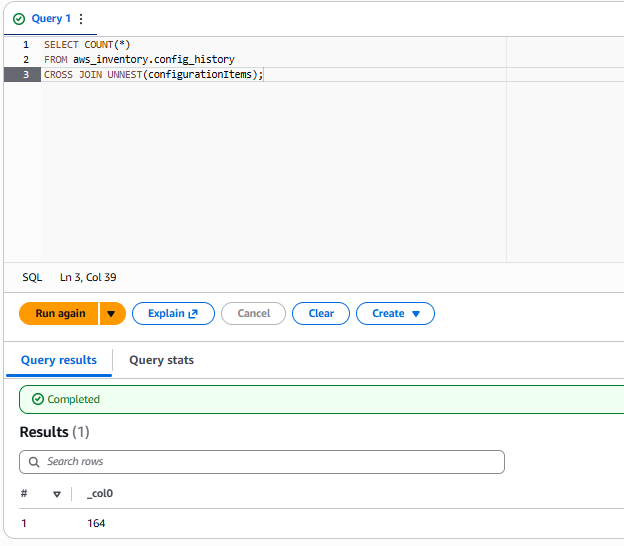 Query 1
1 SELECT COUNT(*)
2 FROM aws_inventory.config_history
3 CROSS JOIN UNNEST(configurationItems);
SQL Ln 3, Col 39
Run again Explain Cancel Clear Create
Query results Query stats
Completed
Results (1)
Search rows
# _col0
1 164